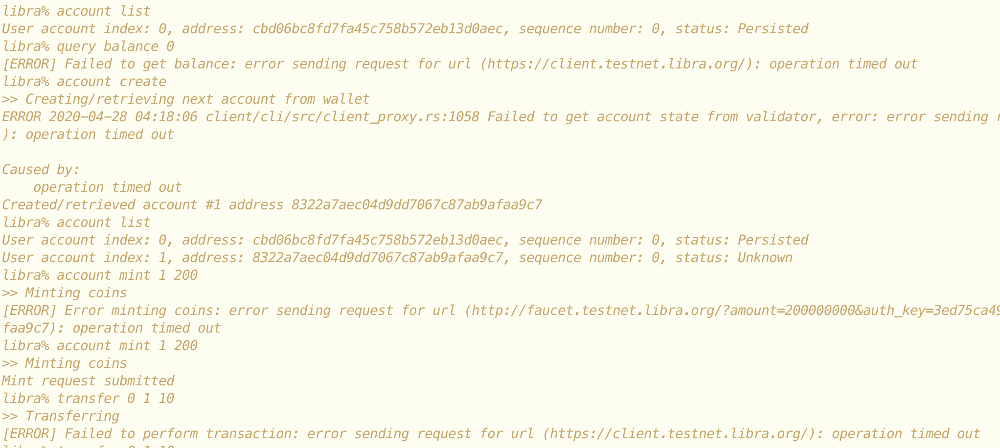 libra% account list
User account index: 0, address: cbd06bc8fd7fa45c758b572eb13d0aec, sequence number: 0, status: Persisted
libra% query balance 0
[ERROR] Failed to get balance: error sending request for url (https://client.testnet.libra.org/): operation timed out
libra% account create
>> Creating/retrieving next account from wallet
ERROR 2020-04-28 04:18:06 client/cli/src/client_proxy.rs:1058 Failed to get account state from validator, error: error sending
): operation timed out
Caused by:
    operation timed out
Created/retrieved account #1 address 8322a7aec04d9dd7067c87ab9afaa9c7
libra% account list
User account index: 0, address: cbd06bc8fd7fa45c758b572eb13d0aec, sequence number: 0, status: Persisted
User account index: 1, address: 8322a7aec04d9dd7067c87ab9afaa9c7, sequence number: 0, status: Unknown
libra% account mint 1 200
>> Minting coins
[ERROR] Error minting coins: error sending request for url (http://faucet.testnet.libra.org/?amount=200000000&auth_key=3ed75ca49
faa9c7): operation timed out
libra% account mint 1 200
>> Minting coins
Mint request submitted
libra% transfer 0 1 10
>> Transferring
[ERROR] Failed to perform transaction: error sending request for url (https://client.testnet.libra.org/): operation timed out